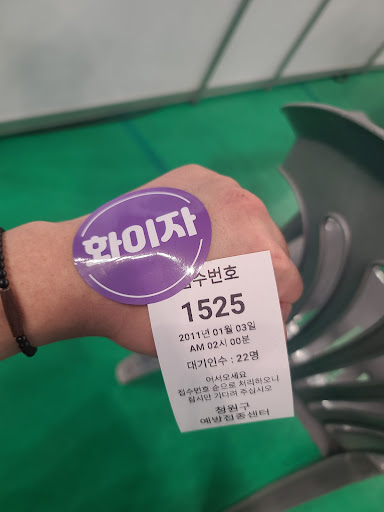 화이자
접수번호
1525
2011년 01월 03일
AM 02시 00분
대기인수 : 22명
어서오세요
접수번호 순으로 처리하오니
잠시만 기다려 주십시오
청원구
예방접종센터